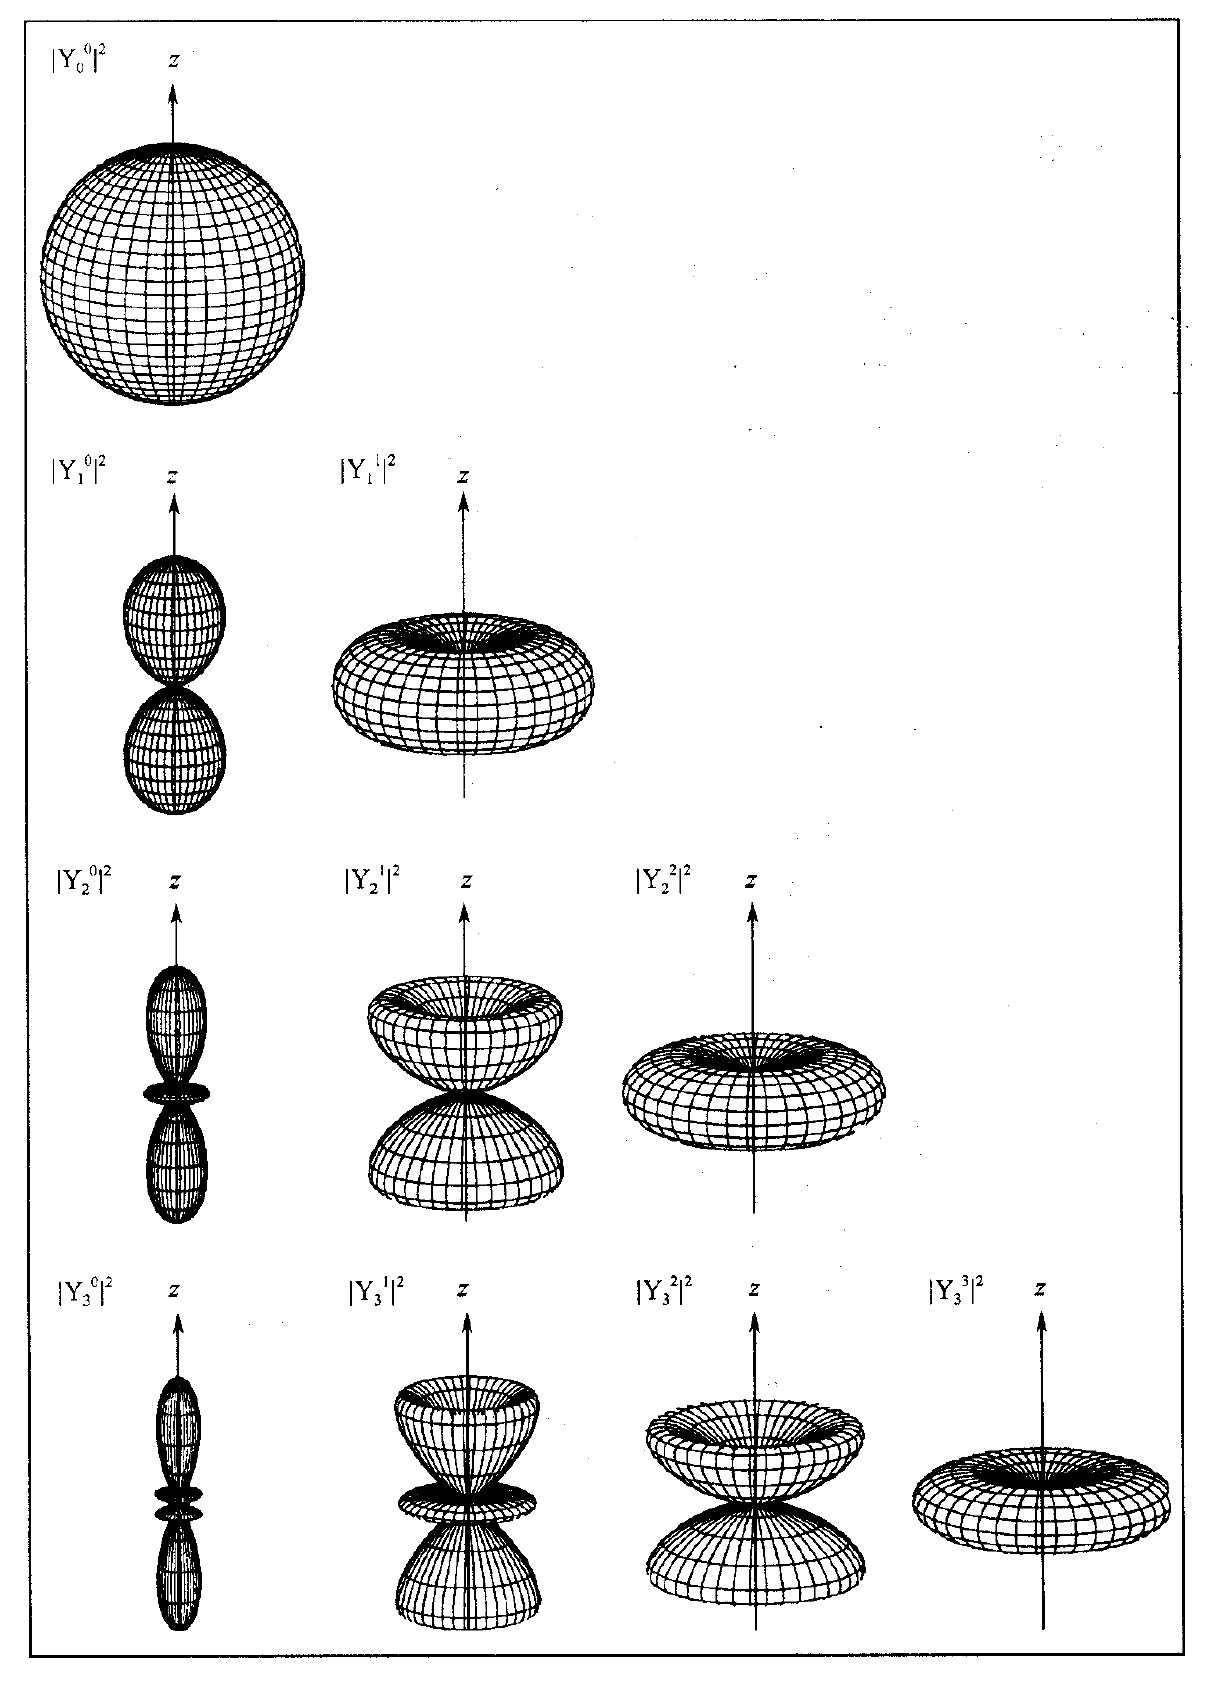 |Y₀⁰|² z
|Y₁⁰|² z |Y₁¹|² z
|Y₂⁰|² z |Y₂¹|² z |Y₂²|² z
|Y₃⁰|² z |Y₃¹|² z |Y₃²|² z |Y₃³|² z